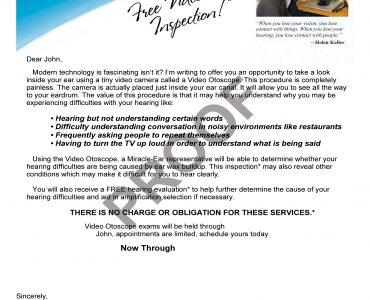 Free Video
Inspection!*
"When you lose your vision, you lose
contact with things. When you lose your
hearing, you lose contact with people."
– Helen Keller
Dear John,
Modern technology is fascinating isn't it? I'm writing to offer you an opportunity to take a look
inside your ear using a tiny video camera called a Video Otoscope. This procedure is completely
painless. The camera is actually placed just inside your ear canal. It will allow you to see all the way
to your eardrum. The value of this procedure is that it may help you understand why you may be
experiencing difficulties with your hearing like:
• Hearing but not understanding certain words
• Difficulty understanding conversation in noisy environments like restaurants
• Frequently asking people to repeat themselves
• Having to turn the TV up loud in order to understand what is being said
Using the Video Otoscope, a Miracle-Ear representative will be able to determine whether your
hearing difficulties are being caused by ear wax buildup. This inspection* may also reveal other
conditions which may make it difficult for you to hear clearly.
You will also receive a FREE hearing evaluation* to help further determine the cause of your
hearing difficulties and aid in amplification selection if necessary.
THERE IS NO CHARGE OR OBLIGATION FOR THESE SERVICES.*
Video Otoscope exams will be held through
John, appointments are limited, schedule yours today.
Now Through
Sincerely,
PROOF